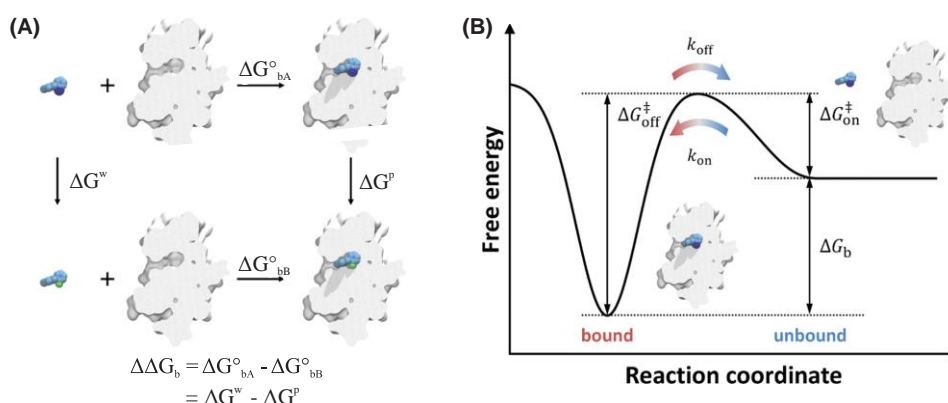 (A)
+
ΔG°bA
ΔGʷ
ΔGᵖ
+
ΔG°bB
ΔΔGb = ΔG°bA - ΔG°bB
= ΔGʷ - ΔGᵖ
(B)
Free energy
koff
ΔG‡off
ΔG‡on
kon
ΔGb
bound
unbound
Reaction coordinate